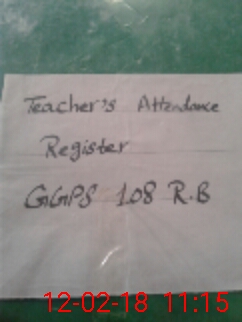 Teacher's Attendance
Register
GGPS 108 R.B
12-02-18 11:15